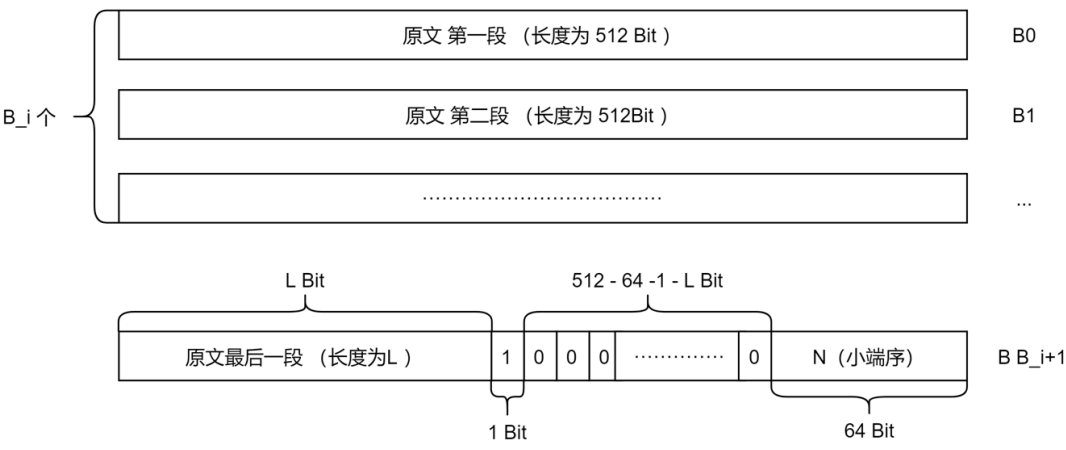 原文 第一段 （长度为 512 Bit ） B0
B_i 个
原文 第二段 （长度为 512Bit ） B1
..................................... ...
L Bit
512 - 64 -1 - L Bit
原文最后一段 （长度为L ） 1 0 0 0 .............. 0 N（小端序） B B_i+1
1 Bit
64 Bit